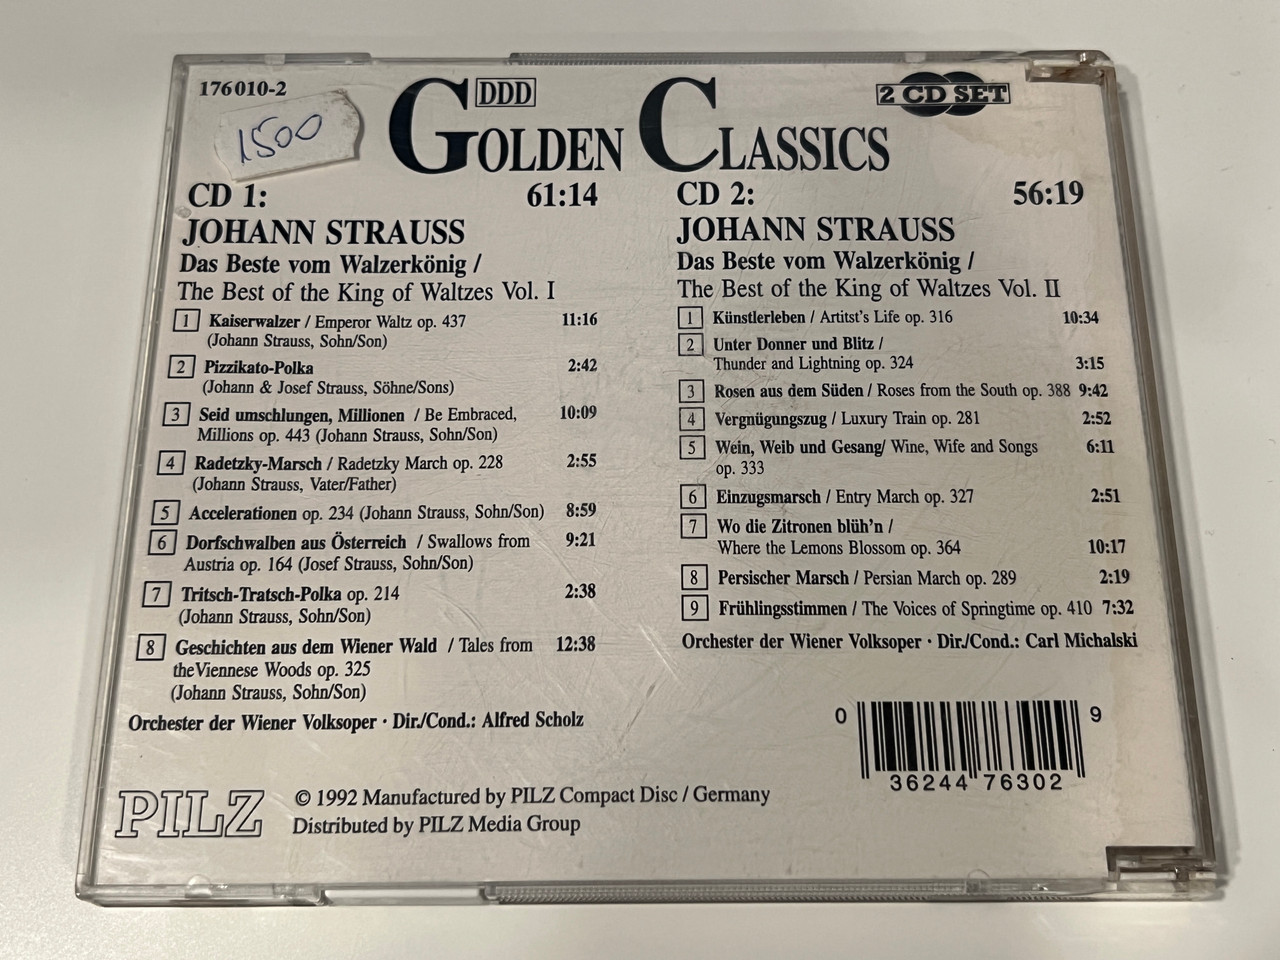 176 010-2
1500
DDD
GOLDEN CLASSICS
2 CD SET
CD 1: 61:14
JOHANN STRAUSS
Das Beste vom Walzerkönig /
The Best of the King of Waltzes Vol. I
1 Kaiserwalzer / Emperor Waltz op. 437 11:16
(Johann Strauss, Sohn/Son)
2 Pizzikato-Polka 2:42
(Johann & Josef Strauss, Söhne/Sons)
3 Seid umschlungen, Millionen / Be Embraced, 10:09
Millions op. 443 (Johann Strauss, Sohn/Son)
4 Radetzky-Marsch / Radetzky March op. 228 2:55
(Johann Strauss, Vater/Father)
5 Accelerationen op. 234 (Johann Strauss, Sohn/Son) 8:59
6 Dorfschwalben aus Österreich / Swallows from 9:21
Austria op. 164 (Josef Strauss, Sohn/Son)
7 Tritsch-Tratsch-Polka op. 214 2:38
(Johann Strauss, Sohn/Son)
8 Geschichten aus dem Wiener Wald / Tales from 12:38
theViennese Woods op. 325
(Johann Strauss, Sohn/Son)
Orchester der Wiener Volksoper · Dir./Cond.: Alfred Scholz
CD 2: 56:19
JOHANN STRAUSS
Das Beste vom Walzerkönig /
The Best of the King of Waltzes Vol. II
1 Künstlerleben / Artitst's Life op. 316 10:34
2 Unter Donner und Blitz /
Thunder and Lightning op. 324 3:15
3 Rosen aus dem Süden / Roses from the South op. 388 9:42
4 Vergnügungszug / Luxury Train op. 281 2:52
5 Wein, Weib und Gesang/ Wine, Wife and Songs 6:11
op. 333
6 Einzugsmarsch / Entry March op. 327 2:51
7 Wo die Zitronen blüh'n /
Where the Lemons Blossom op. 364 10:17
8 Persischer Marsch / Persian March op. 289 2:19
9 Frühlingsstimmen / The Voices of Springtime op. 410 7:32
Orchester der Wiener Volksoper · Dir./Cond.: Carl Michalski
0 36244 76302 9
PILZ
© 1992 Manufactured by PILZ Compact Disc / Germany
Distributed by PILZ Media Group